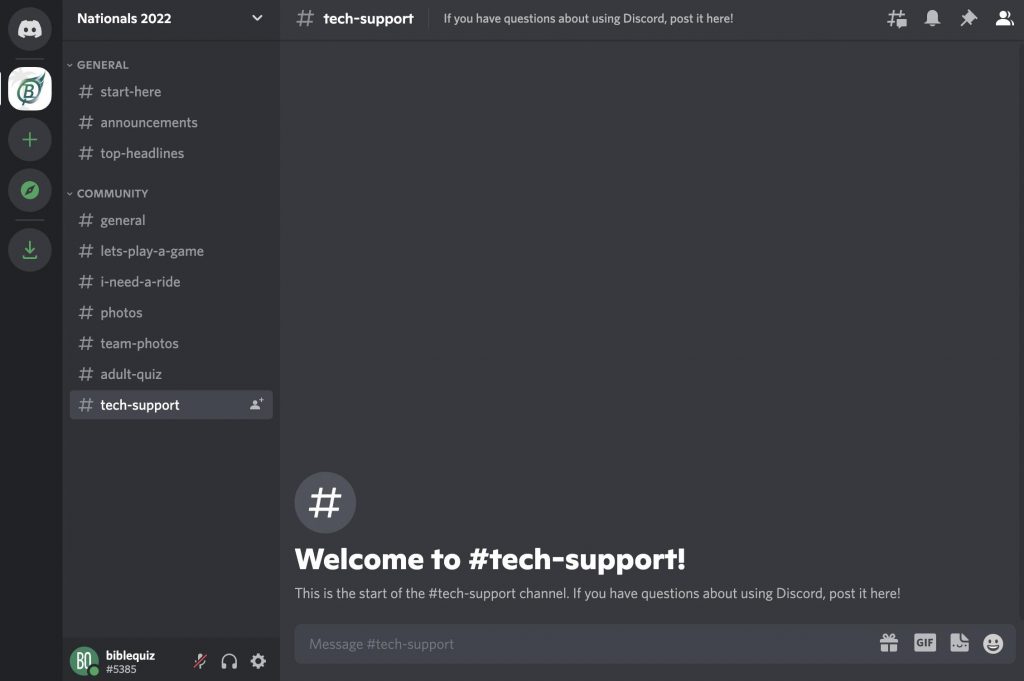 Nationals 2022
# tech-support
If you have questions about using Discord, post it here!
GENERAL
# start-here
# announcements
# top-headlines
COMMUNITY
# general
# lets-play-a-game
# i-need-a-ride
# photos
# team-photos
# adult-quiz
# tech-support
B
#
Welcome to #tech-support!
This is the start of the #tech-support channel. If you have questions about using Discord, post it here!
Message #tech-support
GIF
BQ
biblequiz
#5385